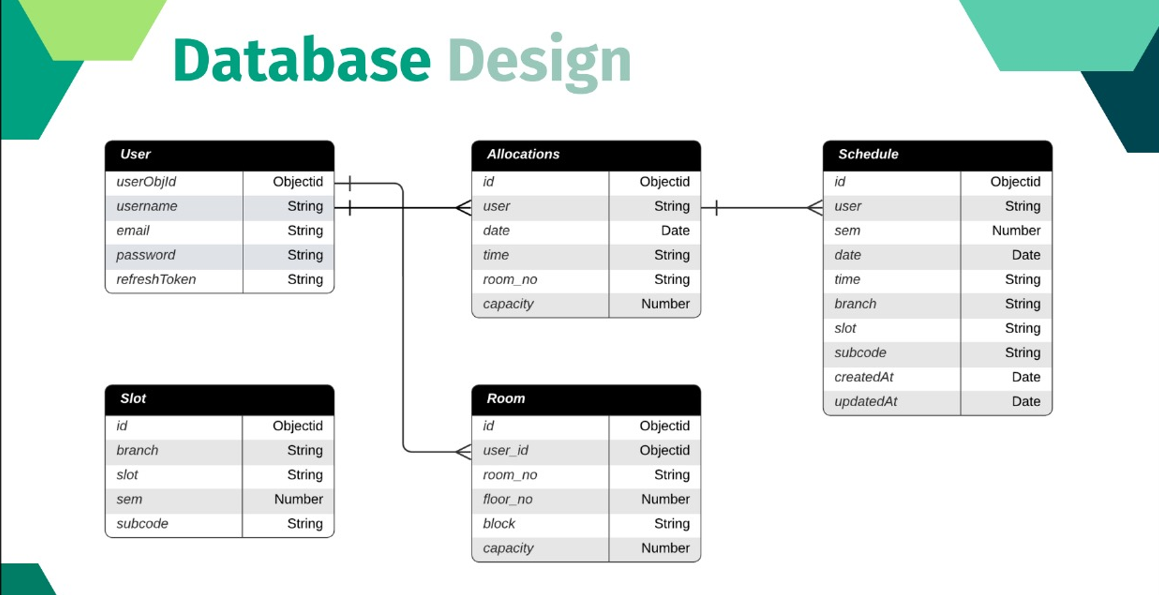 Database Design
User
userObjId Objectid
username String
email String
password String
refreshToken String
Allocations
id Objectid
user String
date Date
time String
room_no String
capacity Number
Schedule
id Objectid
user String
sem Number
date Date
time String
branch String
slot String
subcode String
createdAt Date
updatedAt Date
Slot
id Objectid
branch String
slot String
sem Number
subcode String
Room
id Objectid
user_id Objectid
room_no String
floor_no Number
block String
capacity Number